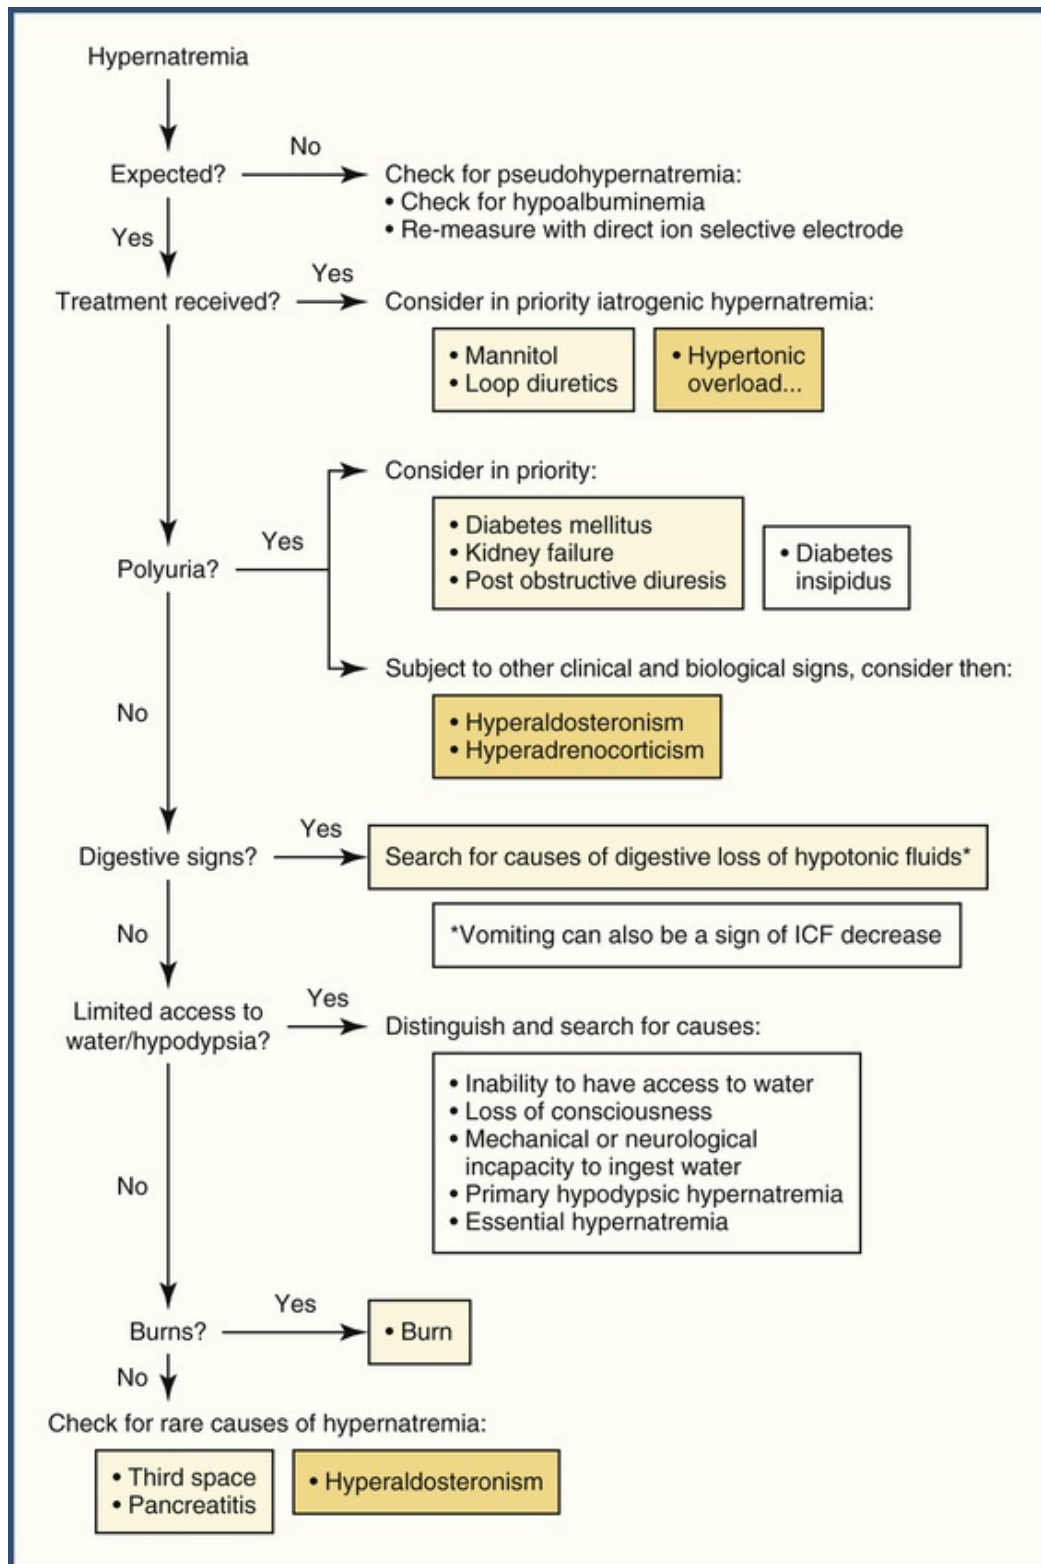 Hypernatremia
Expected?
No
Check for pseudohypernatremia:
• Check for hypoalbuminemia
• Re-measure with direct ion selective electrode
Yes
Treatment received?
Yes
Consider in priority iatrogenic hypernatremia:
• Mannitol
• Loop diuretics
• Hypertonic
overload...
Polyuria?
Yes
Consider in priority:
• Diabetes mellitus
• Kidney failure
• Post obstructive diuresis
• Diabetes
insipidus
Subject to other clinical and biological signs, consider then:
• Hyperaldosteronism
• Hyperadrenocorticism
No
Digestive signs?
Yes
Search for causes of digestive loss of hypotonic fluids*
*Vomiting can also be a sign of ICF decrease
No
Limited access to
water/hypodypsia?
Yes
Distinguish and search for causes:
• Inability to have access to water
• Loss of consciousness
• Mechanical or neurological
incapacity to ingest water
• Primary hypodypsic hypernatremia
• Essential hypernatremia
No
Burns?
Yes
• Burn
No
Check for rare causes of hypernatremia:
• Third space
• Pancreatitis
• Hyperaldosteronism